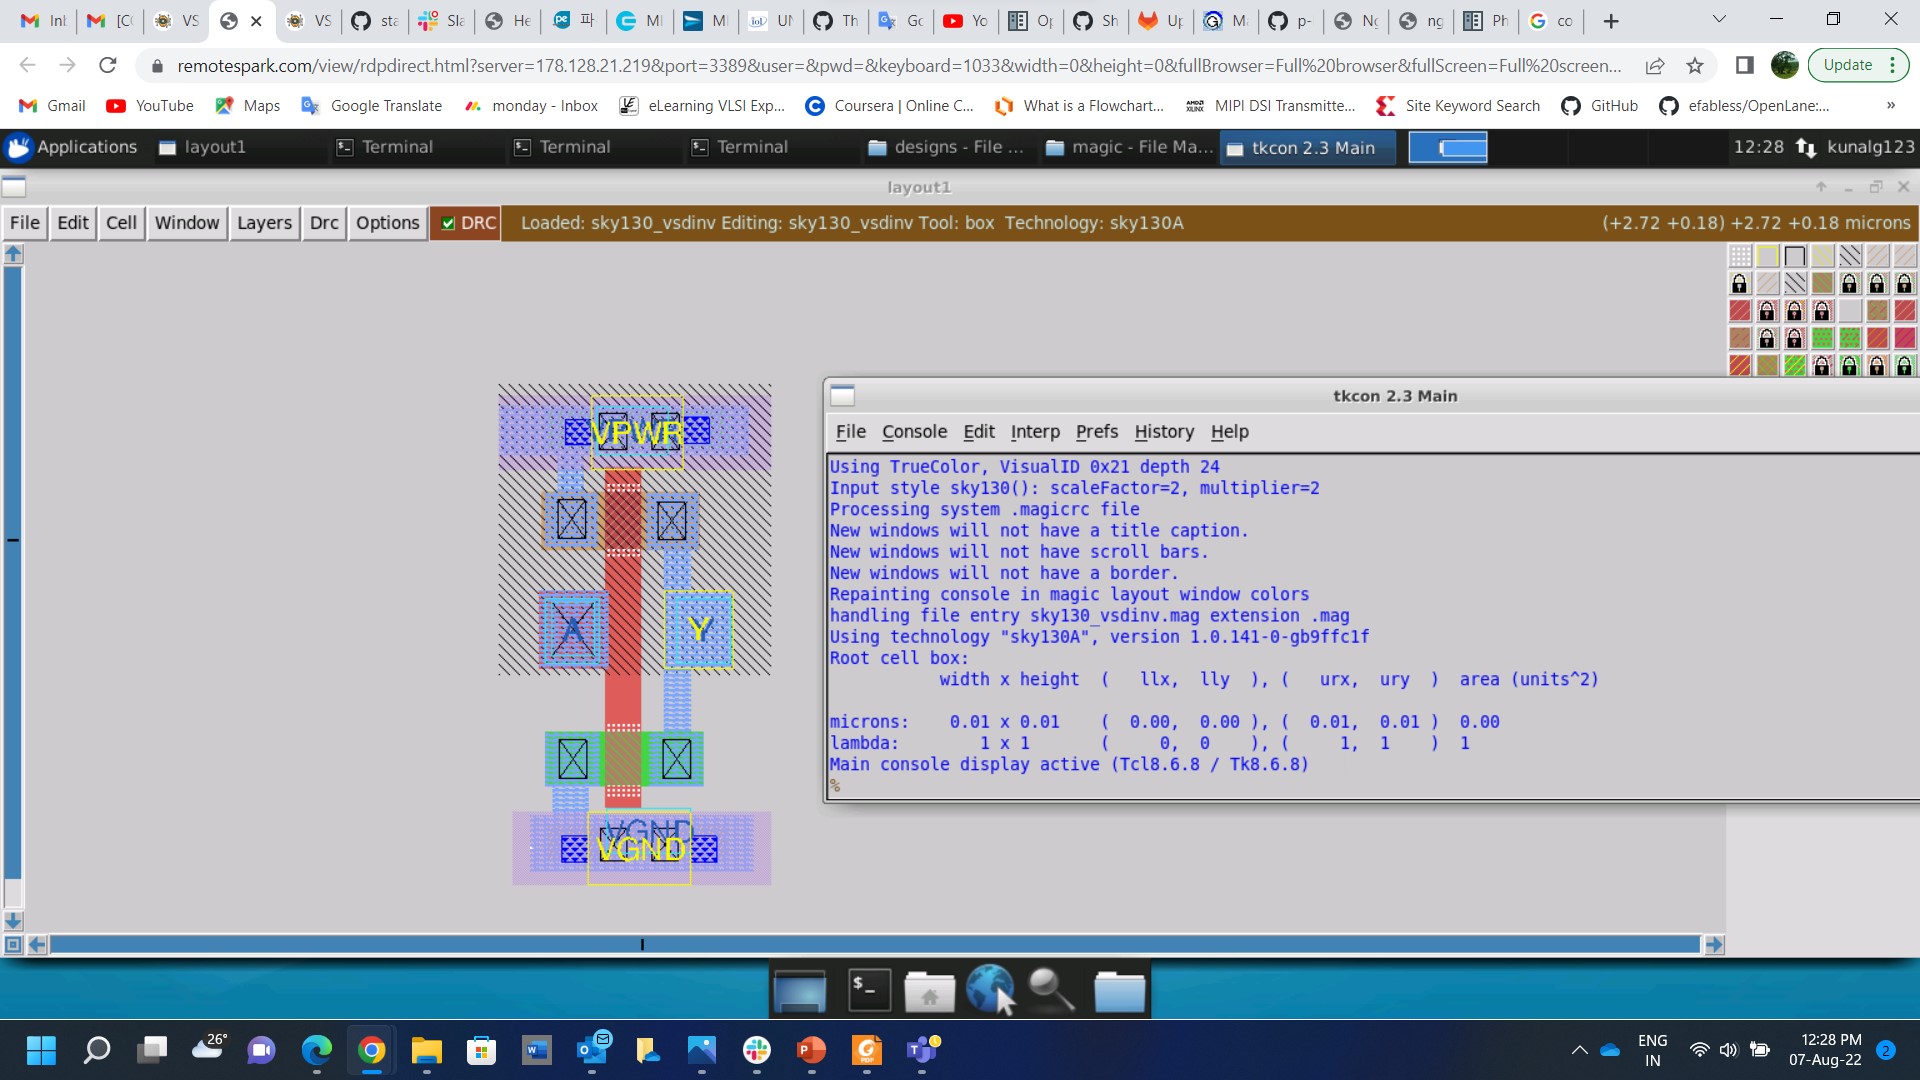 Int
[C(
VS
VS
sta
Sla
He
파
MI
MI
UN
Th
Go
Yo
Op
Sh
Up
Ma
p-
Ng
ng
Ph
co
remotespark.com/view/rdpdirect.html?server=178.128.21.219&port=3389&user=&pwd=&keyboard=1033&width=0&height=0&fullBrowser=Full%20browser&fullScreen=Full%20screen...
Update
Gmail
YouTube
Maps
Google Translate
monday - Inbox
eLearning VLSI Exp...
Coursera | Online C...
What is a Flowchart...
MIPI DSI Transmitte...
Site Keyword Search
GitHub
efabless/OpenLane:...
»
Applications
layout1
Terminal
Terminal
Terminal
designs - File ...
magic - File Ma...
tkcon 2.3 Main
12:28
kunalg123
layout1
File Edit Cell Window Layers Drc Options DRC
Loaded: sky130_vsdinv Editing: sky130_vsdinv Tool: box Technology: sky130A
(+2.72 +0.18) +2.72 +0.18 microns
VPWR
A
Y
VGND
VGND
tkcon 2.3 Main
File Console Edit Interp Prefs History Help
Using TrueColor, VisualID 0x21 depth 24
Input style sky130(): scaleFactor=2, multiplier=2
Processing system .magicrc file
New windows will not have a title caption.
New windows will not have scroll bars.
New windows will not have a border.
Repainting console in magic layout window colors
handling file entry sky130_vsdinv.mag extension .mag
Using technology "sky130A", version 1.0.141-0-gb9ffc1f
Root cell box:
width x height ( llx, lly ), ( urx, ury ) area (units^2)
microns: 0.01 x 0.01 ( 0.00, 0.00 ), ( 0.01, 0.01 ) 0.00
lambda: 1 x 1 ( 0, 0 ), ( 1, 1 ) 1
Main console display active (Tcl8.6.8 / Tk8.6.8)
%
26°
ENG
IN
12:28 PM
07-Aug-22
2